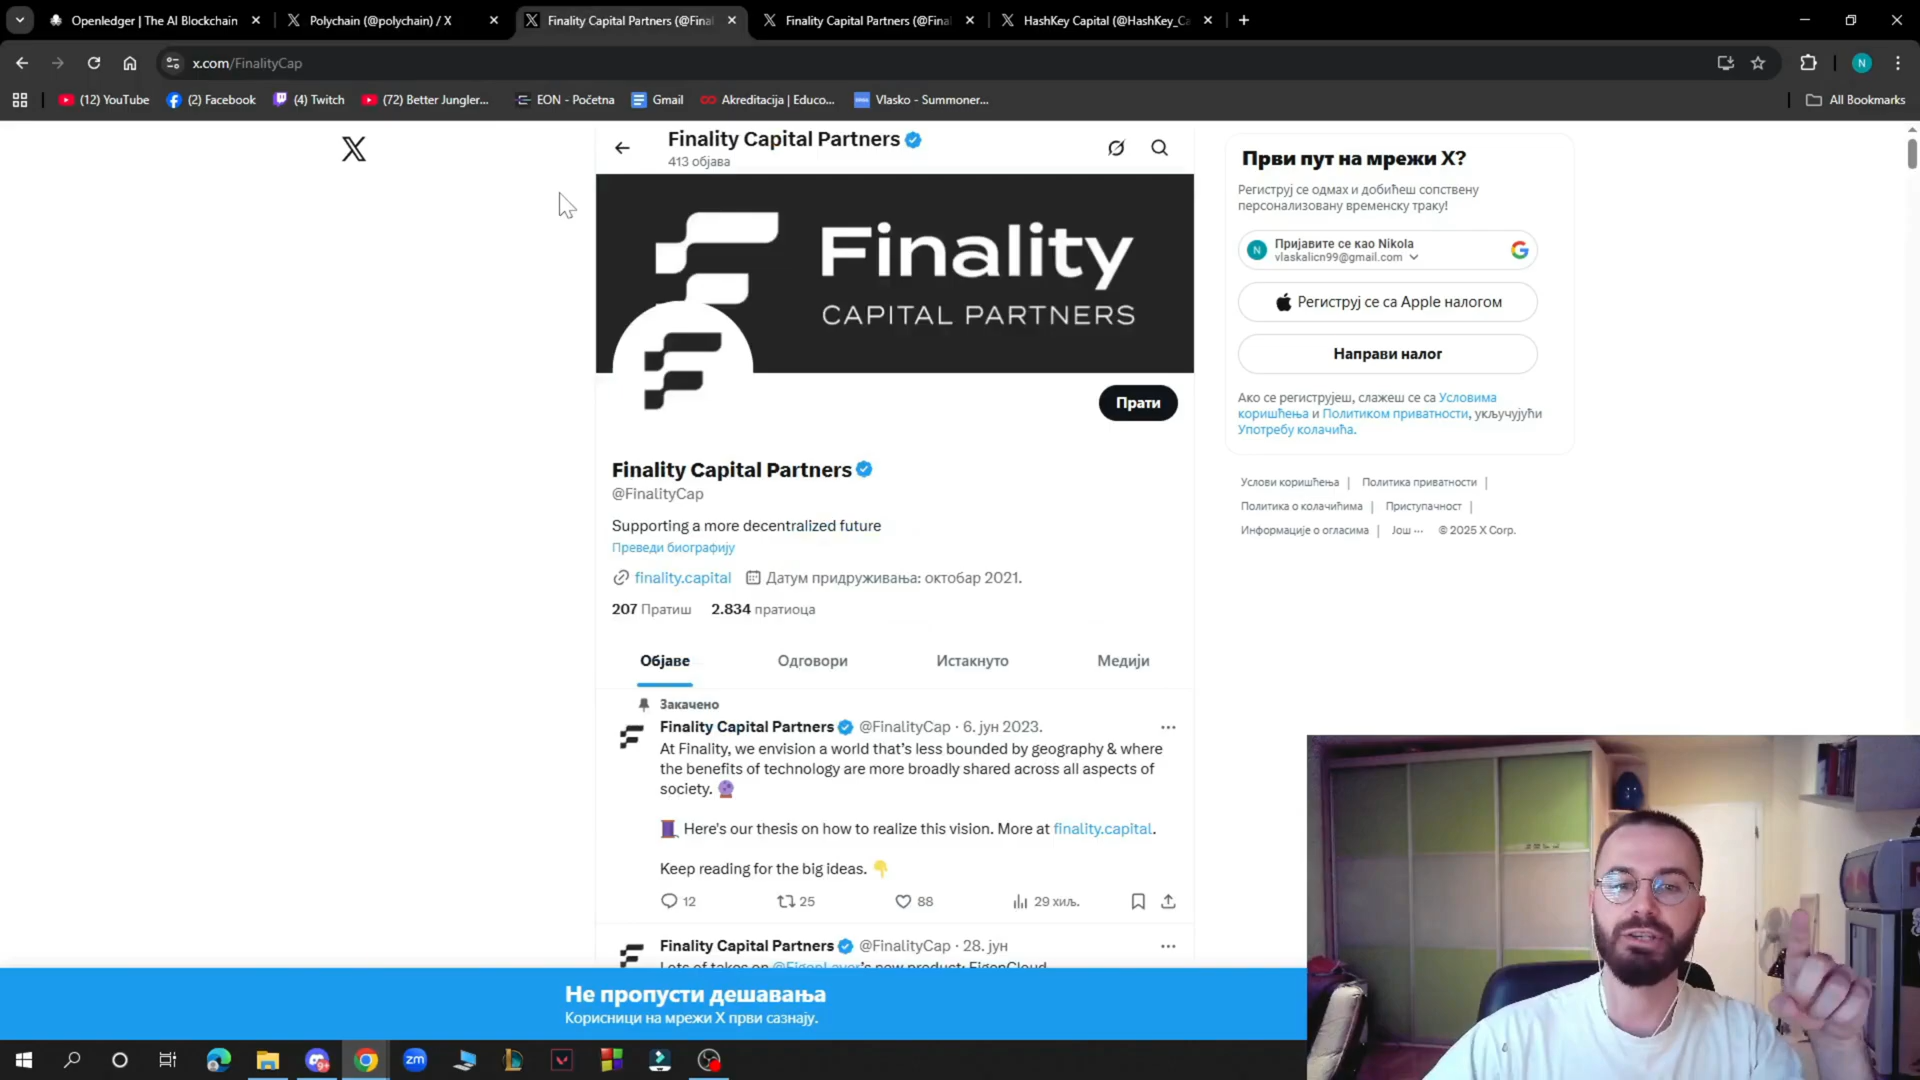 Openledger | The AI Blockchain
Polychain (@polychain) / X
Finality Capital Partners (@Final
Finality Capital Partners (@Final
HashKey Capital (@HashKey_Ca
x.com/FinalityCap
N
(12) YouTube
(2) Facebook
(4) Twitch
(72) Better Jungler...
EON - Početna
Gmail
Akreditacija | Educo...
Vlasko - Summoner...
All Bookmarks
Finality Capital Partners
413 објава
Finality
CAPITAL PARTNERS
Прати
Finality Capital Partners
@FinalityCap
Supporting a more decentralized future
Преведи биографију
finality.capital
Датум придруживања: октобар 2021.
207 Пратиш
2.834 пратиоца
Објаве
Одговори
Истакнуто
Медији
Закачено
Finality Capital Partners @FinalityCap · 6. јун 2023.
At Finality, we envision a world that's less bounded by geography & where
the benefits of technology are more broadly shared across all aspects of
society.
Here's our thesis on how to realize this vision. More at finality.capital.
Keep reading for the big ideas.
12
25
88
29 хиљ.
Finality Capital Partners @FinalityCap · 28. јун
Lots of takes on @EigenLayer's new product: EigenCloud
Први пут на мрежи X?
Региструј се одмах и добићеш сопствену
персонализовану временску траку!
N
Пријавите се као Nikola
vlaskalicn99@gmail.com
Региструј се са Apple налогом
Направи налог
Ако се региструјеш, слажеш се са Условима
коришћења и Политиком приватности, укључујући
Употребу колачића.
Услови коришћења |
Политика приватности |
Политика о колачићима |
Приступачност |
Информације о огласима |
Још ···
© 2025 X Corp.
Не пропусти дешавања
Корисници на мрежи X први сазнају.
zm